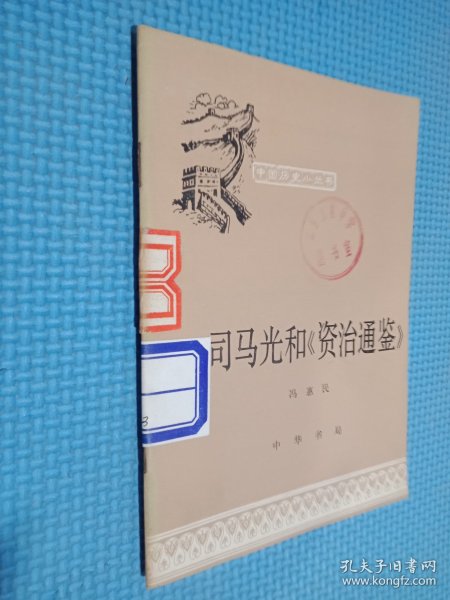 中国历史小丛书
司马光和《资治通鉴》
冯惠民
中华书局
孔夫子旧书网
www.kongfz.com